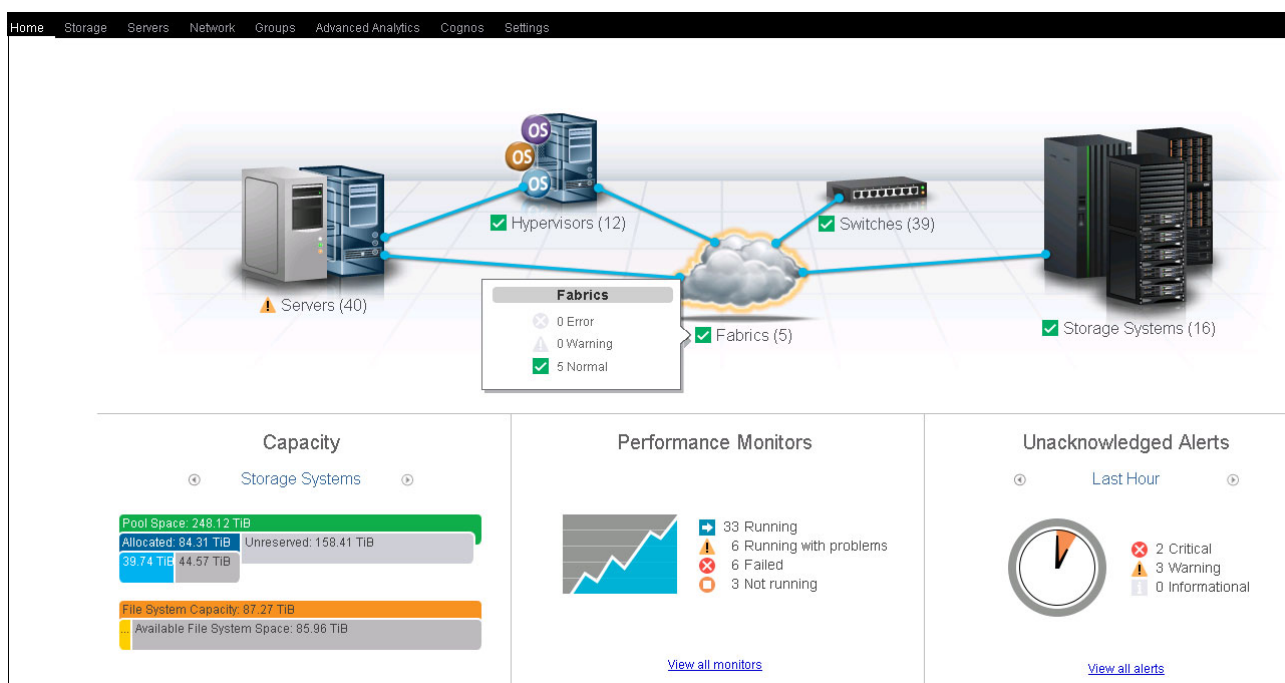 Home Storage Servers Network Groups Advanced Analytics Cognos Settings
OS
OS
OS
Hypervisors (12)
Switches (39)
Servers (40)
Fabrics
0 Error
0 Warning
5 Normal
Fabrics (5)
Storage Systems (16)
Capacity
Storage Systems
Pool Space: 248.12 TiB
Allocated: 84.31 TiB Unreserved: 158.41 TiB
39.74 TiB 44.57 TiB
File System Capacity: 87.27 TiB
... Available File System Space: 85.96 TiB
Performance Monitors
33 Running
6 Running with problems
6 Failed
3 Not running
View all monitors
Unacknowledged Alerts
Last Hour
2 Critical
3 Warning
0 Informational
View all alerts